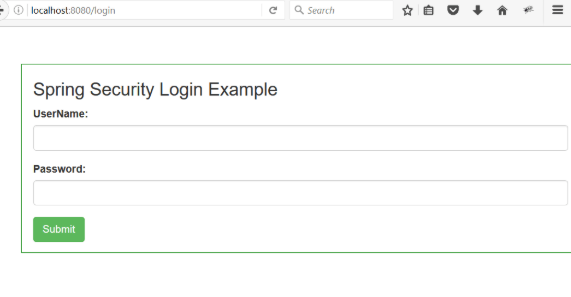 localhost:8080/login
Search
Spring Security Login Example
UserName:
Password:
Submit